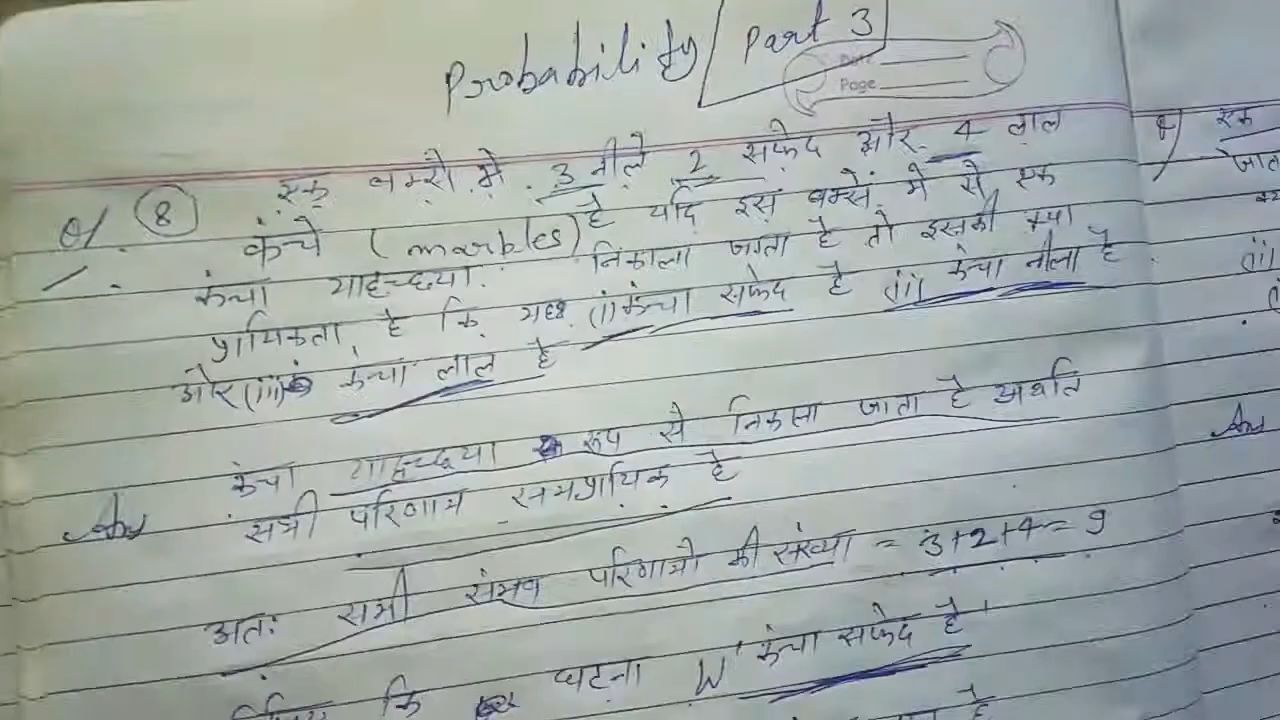 Probability / Part 3
Date
Page
Q/. 8 एक बक्से में 3 नीले 2 सफेद और 4 लाल
कंचे (marbles) है यदि इस बक्से में से एक
कंचा यादृच्छया निकाला जाता है तो इसकी क्या
प्रायिकता है कि यह (i) कंचा सफेद है (ii) कंचा नीला है
और (iii) कंचा लाल है
Ans कंचा यादृच्छया रूप से निकाला जाता है अर्थात
सभी परिणाम समप्रायिक है
अतः सभी संभव परिणामो की संख्या = 3+2+4 = 9
कि घटना W 'कंचा सफेद है'
है
एक
Ans